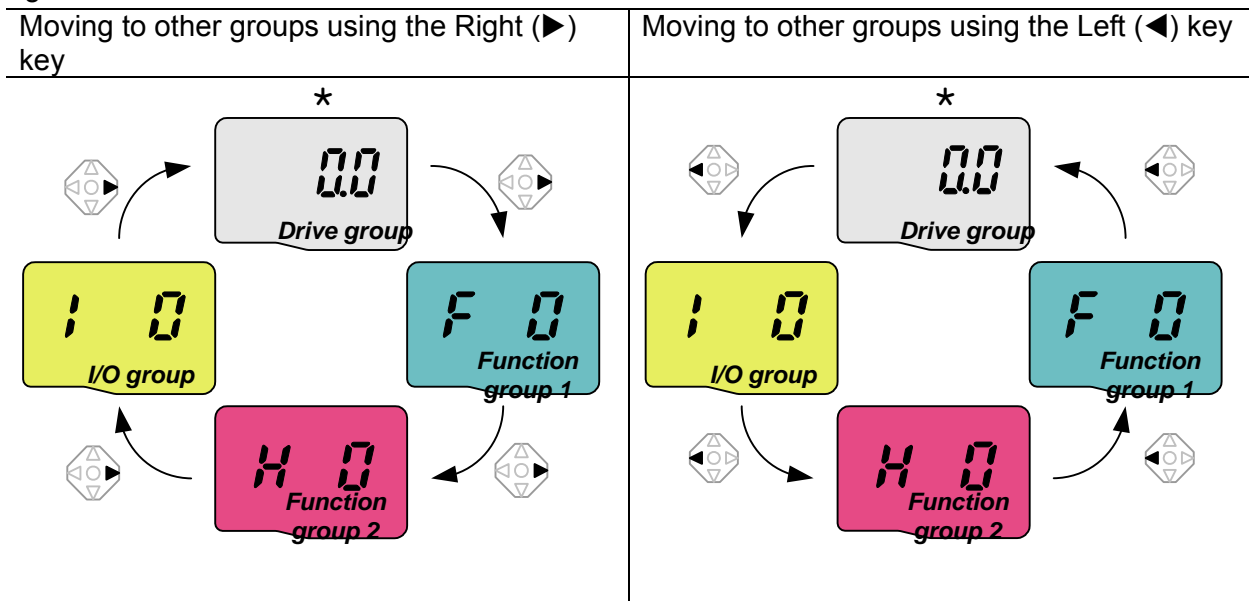 Moving to other groups using the Right (▶)
key
Moving to other groups using the Left (◀) key
*
0.0
Drive group
I 0
I/O group
F 0
Function
group 1
H 0
Function
group 2
*
0.0
Drive group
I 0
I/O group
F 0
Function
group 1
H 0
Function
group 2